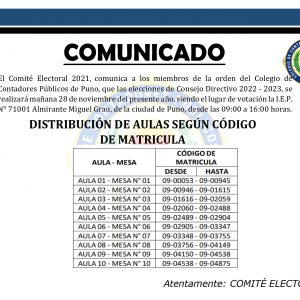 COMUNICADO
El Comité Electoral 2021, comunica a los miembros de la orden del Colegio de
Contadores Públicos de Puno, que las elecciones de Consejo Directivo 2022 - 2023, se
realizará mañana 28 de noviembre del presente año, siendo el lugar de votación la I.E.P.
N° 71001 Almirante Miguel Grau, de la ciudad de Puno, desde las 09:00 a 16:00 horas.
DISTRIBUCIÓN DE AULAS SEGÚN CÓDIGO
DE MATRICULA
AULA - MESA CÓDIGO DE MATRICULA
DESDE HASTA
AULA 01 - MESA N° 01 09-00053 - 09-00945
AULA 02 - MESA N° 02 09-00946 - 09-01615
AULA 03 - MESA N° 03 09-01616 - 09-02059
AULA 04 - MESA N° 04 09-02060 - 09-02488
AULA 05 - MESA N° 05 09-02489 - 09-02904
AULA 06 - MESA N° 06 09-02905 - 09-03347
AULA 07 - MESA N° 07 09-03348 - 09-03755
AULA 08 - MESA N° 08 09-03756 - 09-04149
AULA 09 - MESA N° 09 09-04150 - 09-04537
AULA 10 - MESA N° 10 09-04538 - 09-04875
Atentamente: COMITÉ ELECTO